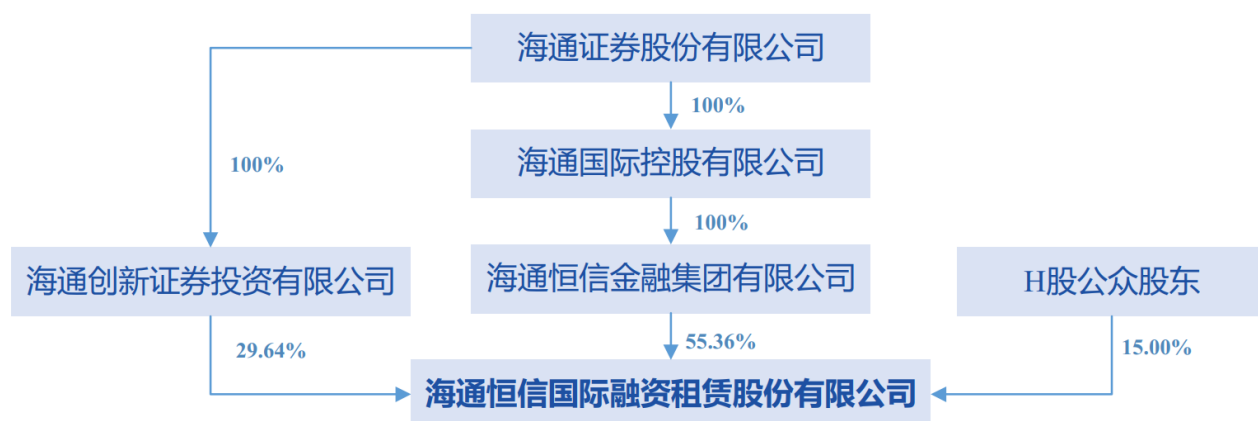 海通证券股份有限公司
100%
海通国际控股有限公司
100%
100%
海通创新证券投资有限公司
海通恒信金融集团有限公司
H股公众股东
29.64%
55.36%
15.00%
海通恒信国际融资租赁股份有限公司